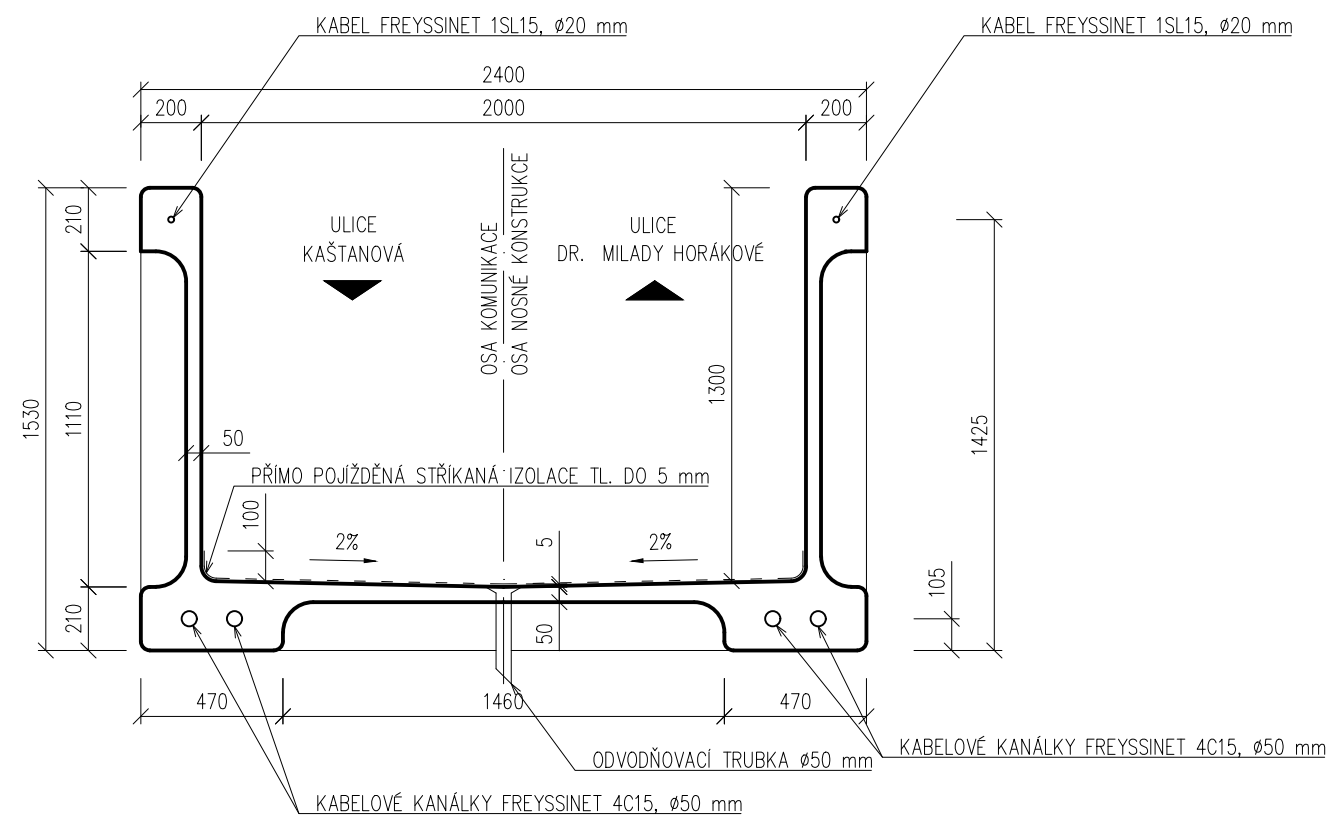 KABEL FREYSSINET 1SL15, ø20 mm
KABEL FREYSSINET 1SL15, ø20 mm
2400
200
2000
200
210
1110
210
1530
ULICE
KAŠTANOVÁ
OSA KOMUNIKACE
OSA NOSNÉ KONSTRUKCE
ULICE
DR. MILADY HORÁKOVÉ
1300
1425
50
PŘÍMO POJÍŽDĚNÁ STŘÍKANÁ IZOLACE TL. DO 5 mm
100
2%
5
2%
105
50
470
1460
470
KABELOVÉ KANÁLKY FREYSSINET 4C15, ø50 mm
ODVODŇOVACÍ TRUBKA ø50 mm
KABELOVÉ KANÁLKY FREYSSINET 4C15, ø50 mm